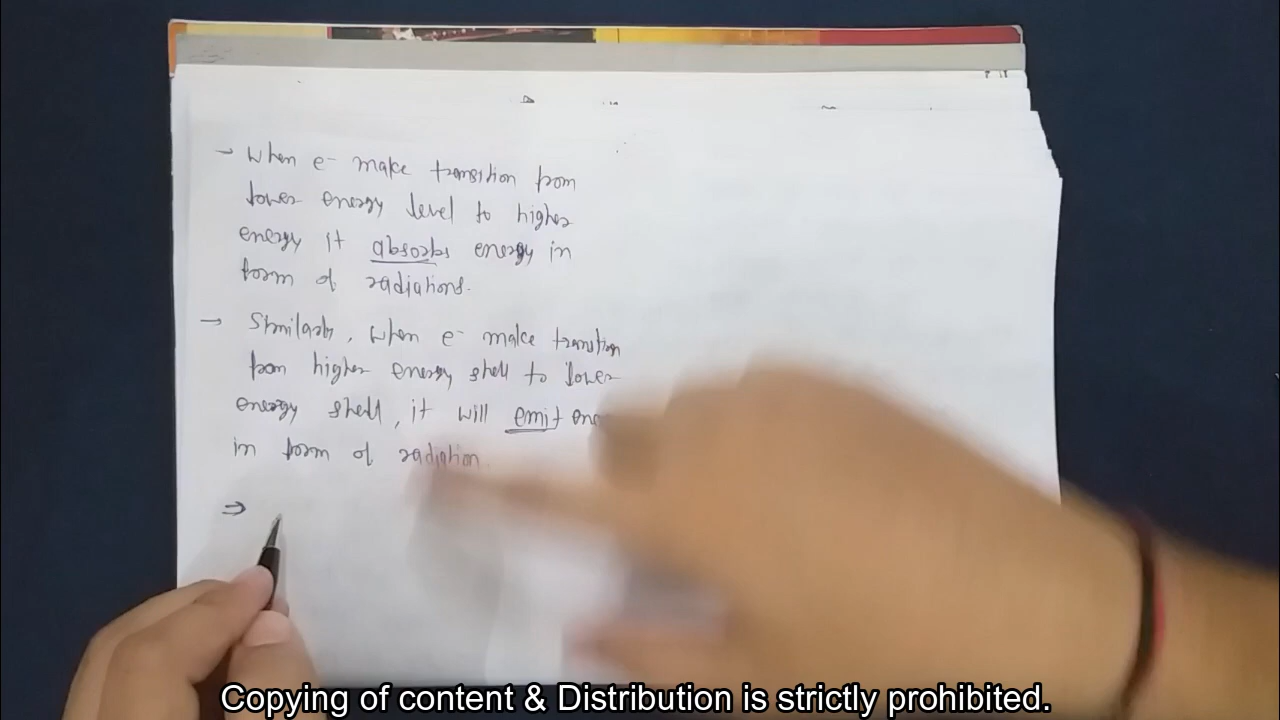 → When e- make transition from
lower energy level to higher
energy it absorbs energy in
form of radiations.
→ Similarly, when e- make transition
from higher energy shell to lower
energy shell, it will emit
in form of radiation.
⇒
Copying of content & Distribution is strictly prohibited.